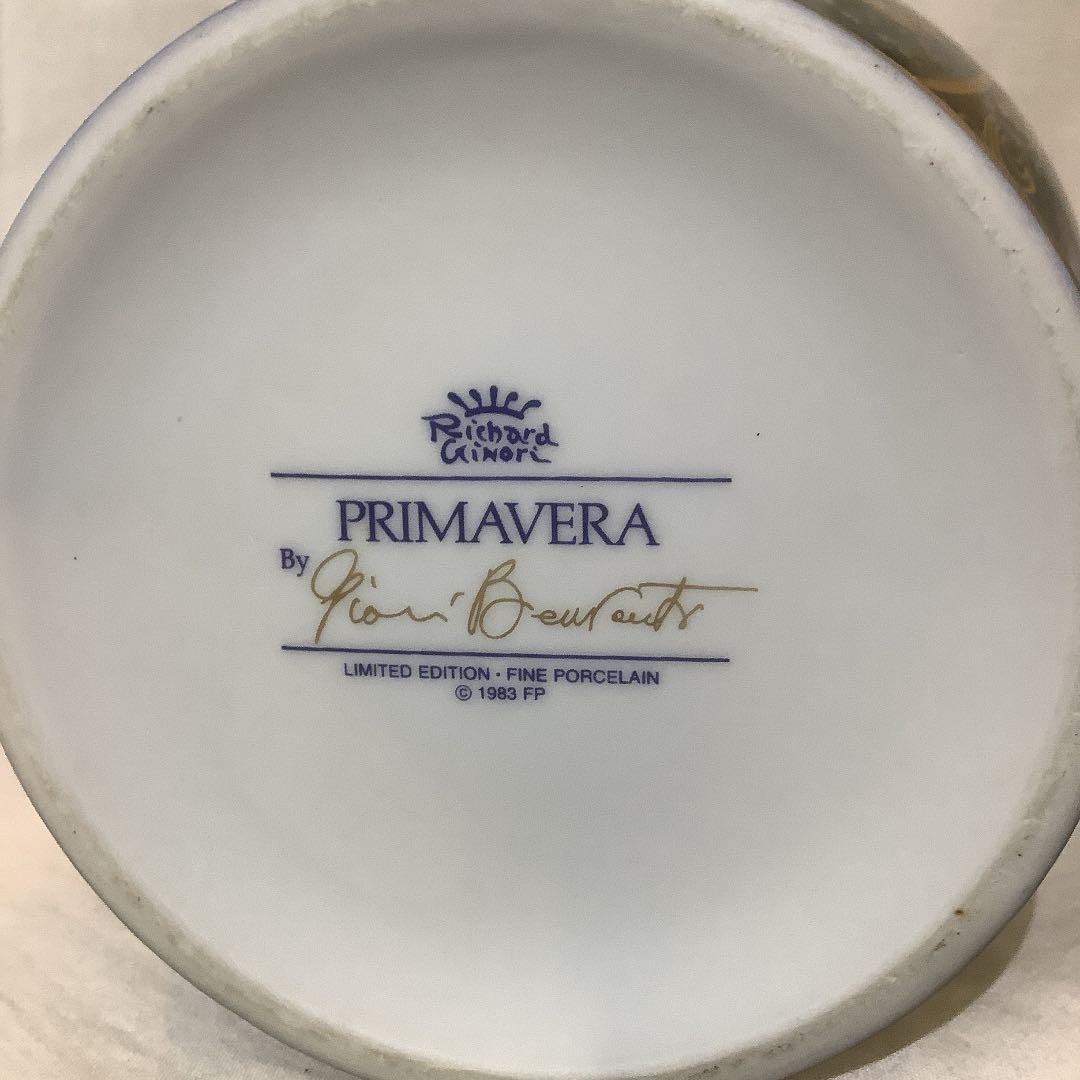 Richard
Ginori
PRIMAVERA
By
LIMITED EDITION · FINE PORCELAIN
© 1983 FP